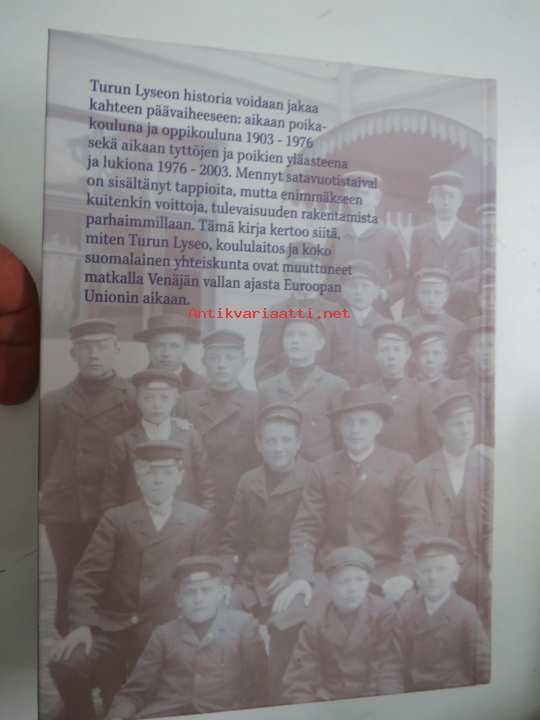 Turun Lyseon historia voidaan jakaa
kahteen päävaiheeseen: aikaan poika-
kouluna ja oppikouluna 1903 - 1976
sekä aikaan tyttöjen ja poikien yläasteena
ja lukiona 1976 - 2003. Mennyt satavuotistaival
on sisältänyt tappioita, mutta enimmäkseen
kuitenkin voittoja, tulevaisuuden rakentamista
parhaimmillaan. Tämä kirja kertoo siitä,
miten Turun Lyseo, koululaitos ja koko
suomalainen yhteiskunta ovat muuttuneet
matkalla Venäjän vallan ajasta Euroopan
Unionin aikaan.
Antikvariaatti.net